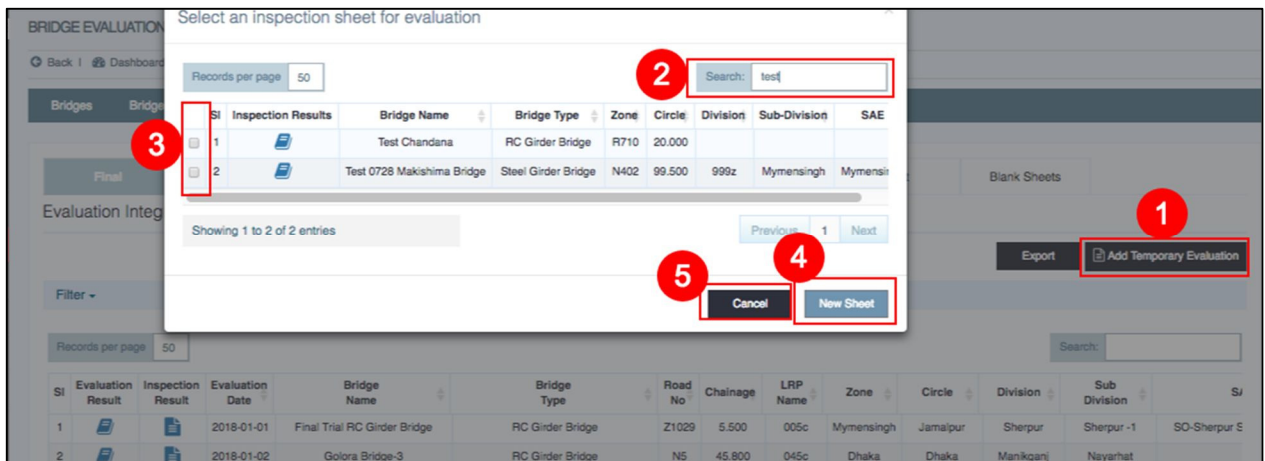 BRIDGE EVALUATION
Select an inspection sheet for evaluation
Back | Dashboard
Records per page 50
2
Search: test
Bridges Bridge
3
Sl Inspection Results Bridge Name Bridge Type Zone Circle Division Sub-Division SAE
1 Test Chandana RC Girder Bridge R710 20.000
2 Test 0728 Makishima Bridge Steel Girder Bridge N402 99.500 999z Mymensingh Mymensin
Final
Blank Sheets
Evaluation Integ
Showing 1 to 2 of 2 entries
Previous 1 Next
1
4
5
Export
Add Temporary Evaluation
Filter
Cancel
New Sheet
Records per page 50
Search:
Sl Evaluation Result Inspection Result Evaluation Date Bridge Name Bridge Type Road No Chainage LRP Name Zone Circle Division Sub Division SA
1 2018-01-01 Final Trial RC Girder Bridge RC Girder Bridge Z1029 5.500 005c Mymensingh Jamalpur Sherpur Sherpur -1 SO-Sherpur S
2 2018-01-02 Golora Bridge-3 RC Girder Bridge N5 45.800 045c Dhaka Dhaka Manikganj Nayarhat